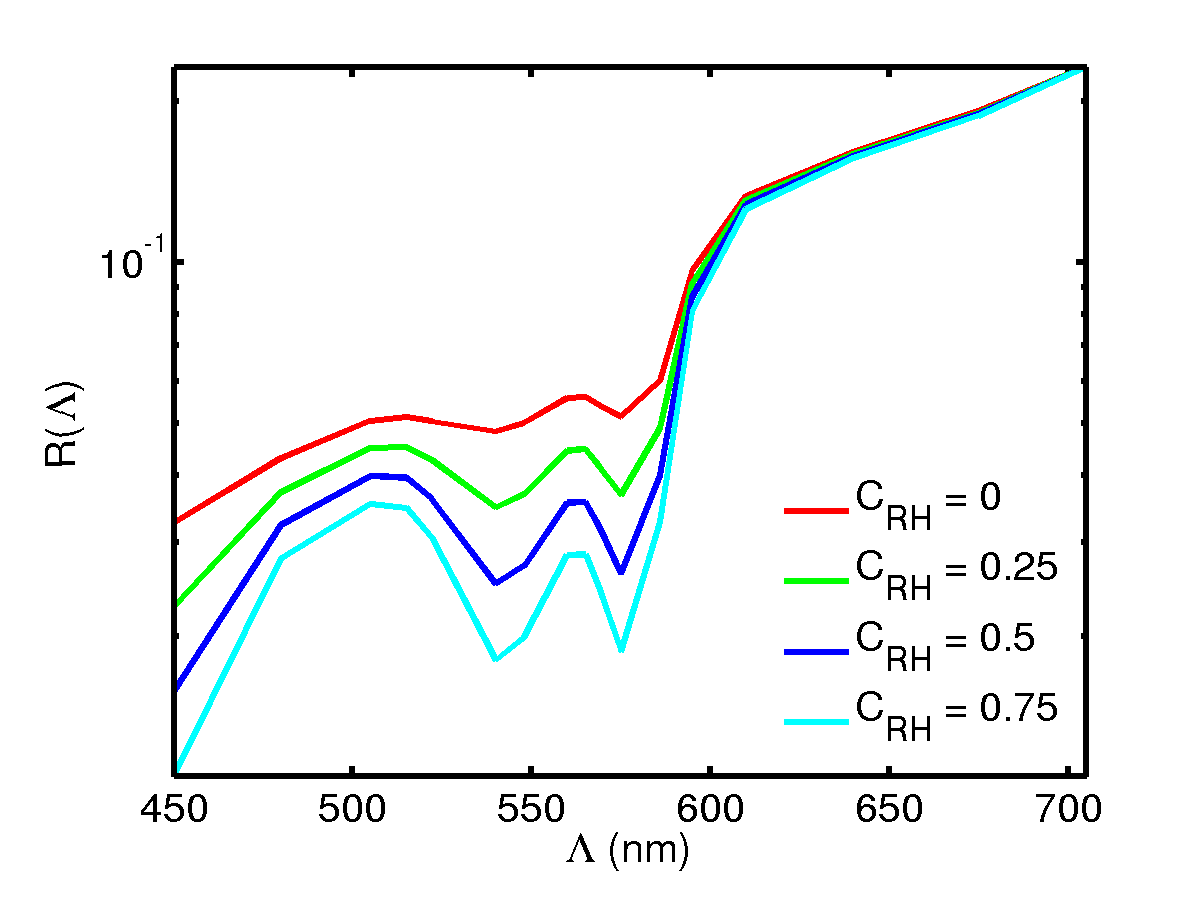 10^-1
R(Λ)
C_RH = 0
C_RH = 0.25
C_RH = 0.5
C_RH = 0.75
450 500 550 600 650 700
Λ (nm)